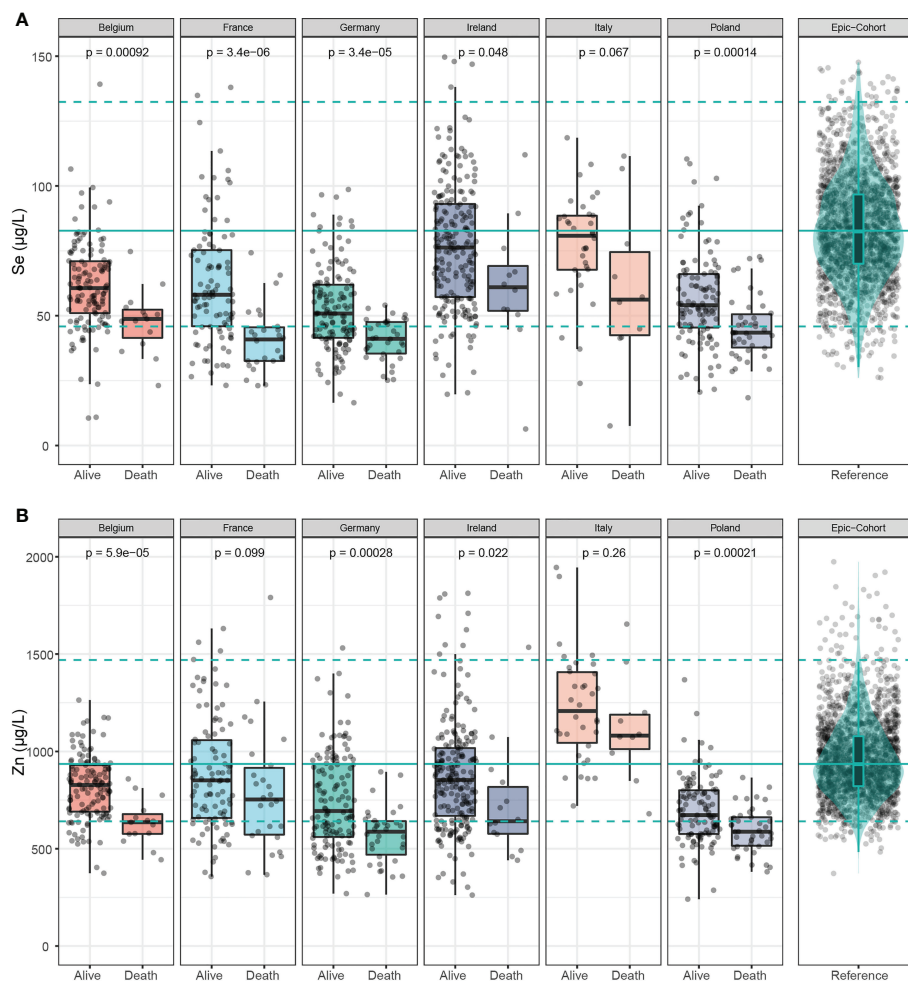 A
Belgium France Germany Ireland Italy Poland Epic-Cohort
p = 0.00092 p = 3.4e-06 p = 3.4e-05 p = 0.048 p = 0.067 p = 0.00014
150
100
50
0
Se (µg/L)
Alive Death Alive Death Alive Death Alive Death Alive Death Alive Death Reference
B
Belgium France Germany Ireland Italy Poland Epic-Cohort
p = 5.9e-05 p = 0.099 p = 0.00028 p = 0.022 p = 0.26 p = 0.00021
2000
1500
1000
500
0
Zn (µg/L)
Alive Death Alive Death Alive Death Alive Death Alive Death Alive Death Reference